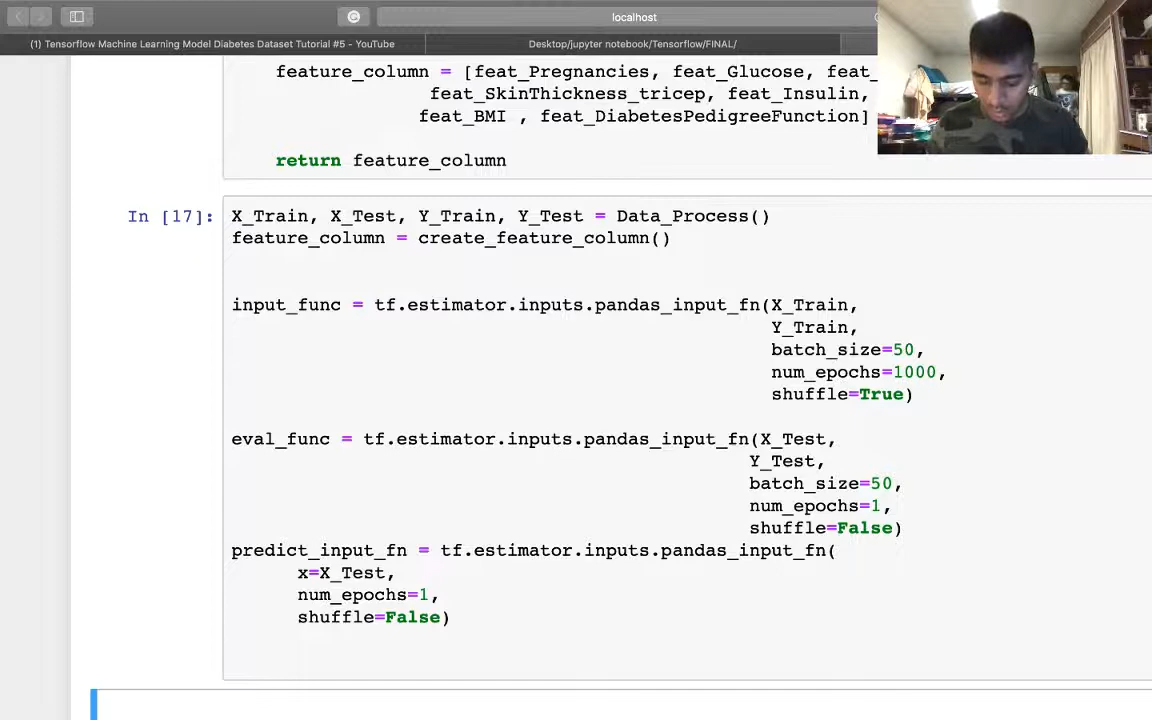 localhost
(1) Tensorflow Machine Learning Model Diabetes Dataset Tutorial #5 - YouTube
Desktop/jupyter notebook/Tensorflow/FINAL/
feature_column = [feat_Pregnancies, feat_Glucose, feat_
feat_SkinThickness_tricep, feat_Insulin,
feat_BMI , feat_DiabetesPedigreeFunction]
return feature_column
In [17]:
X_Train, X_Test, Y_Train, Y_Test = Data_Process()
feature_column = create_feature_column()
input_func = tf.estimator.inputs.pandas_input_fn(X_Train,
Y_Train,
batch_size=50,
num_epochs=1000,
shuffle=True)
eval_func = tf.estimator.inputs.pandas_input_fn(X_Test,
Y_Test,
batch_size=50,
num_epochs=1,
shuffle=False)
predict_input_fn = tf.estimator.inputs.pandas_input_fn(
x=X_Test,
num_epochs=1,
shuffle=False)